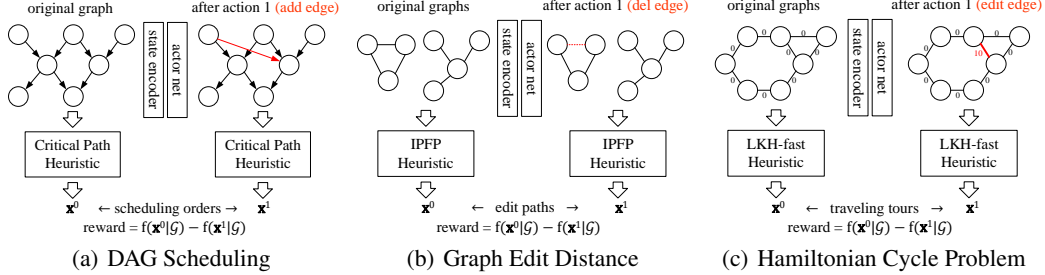 original graph
after action 1 (add edge)
state encoder
actor net
Critical Path
Heuristic
Critical Path
Heuristic
x⁰ ← scheduling orders → x¹
reward = f(x⁰|𝒢) − f(x¹|𝒢)
(a) DAG Scheduling
original graphs
after action 1 (del edge)
state encoder
actor net
IPFP
Heuristic
IPFP
Heuristic
x⁰ ← edit paths → x¹
reward = f(x⁰|𝒢) − f(x¹|𝒢)
(b) Graph Edit Distance
original graph
0 0
0 0 0
0 0
after action 1 (edit edge)
0 0
0 10 0 0
0 0
state encoder
actor net
LKH-fast
Heuristic
LKH-fast
Heuristic
x⁰ ← traveling tours → x¹
reward = f(x⁰|𝒢) − f(x¹|𝒢)
(c) Hamiltonian Cycle Problem